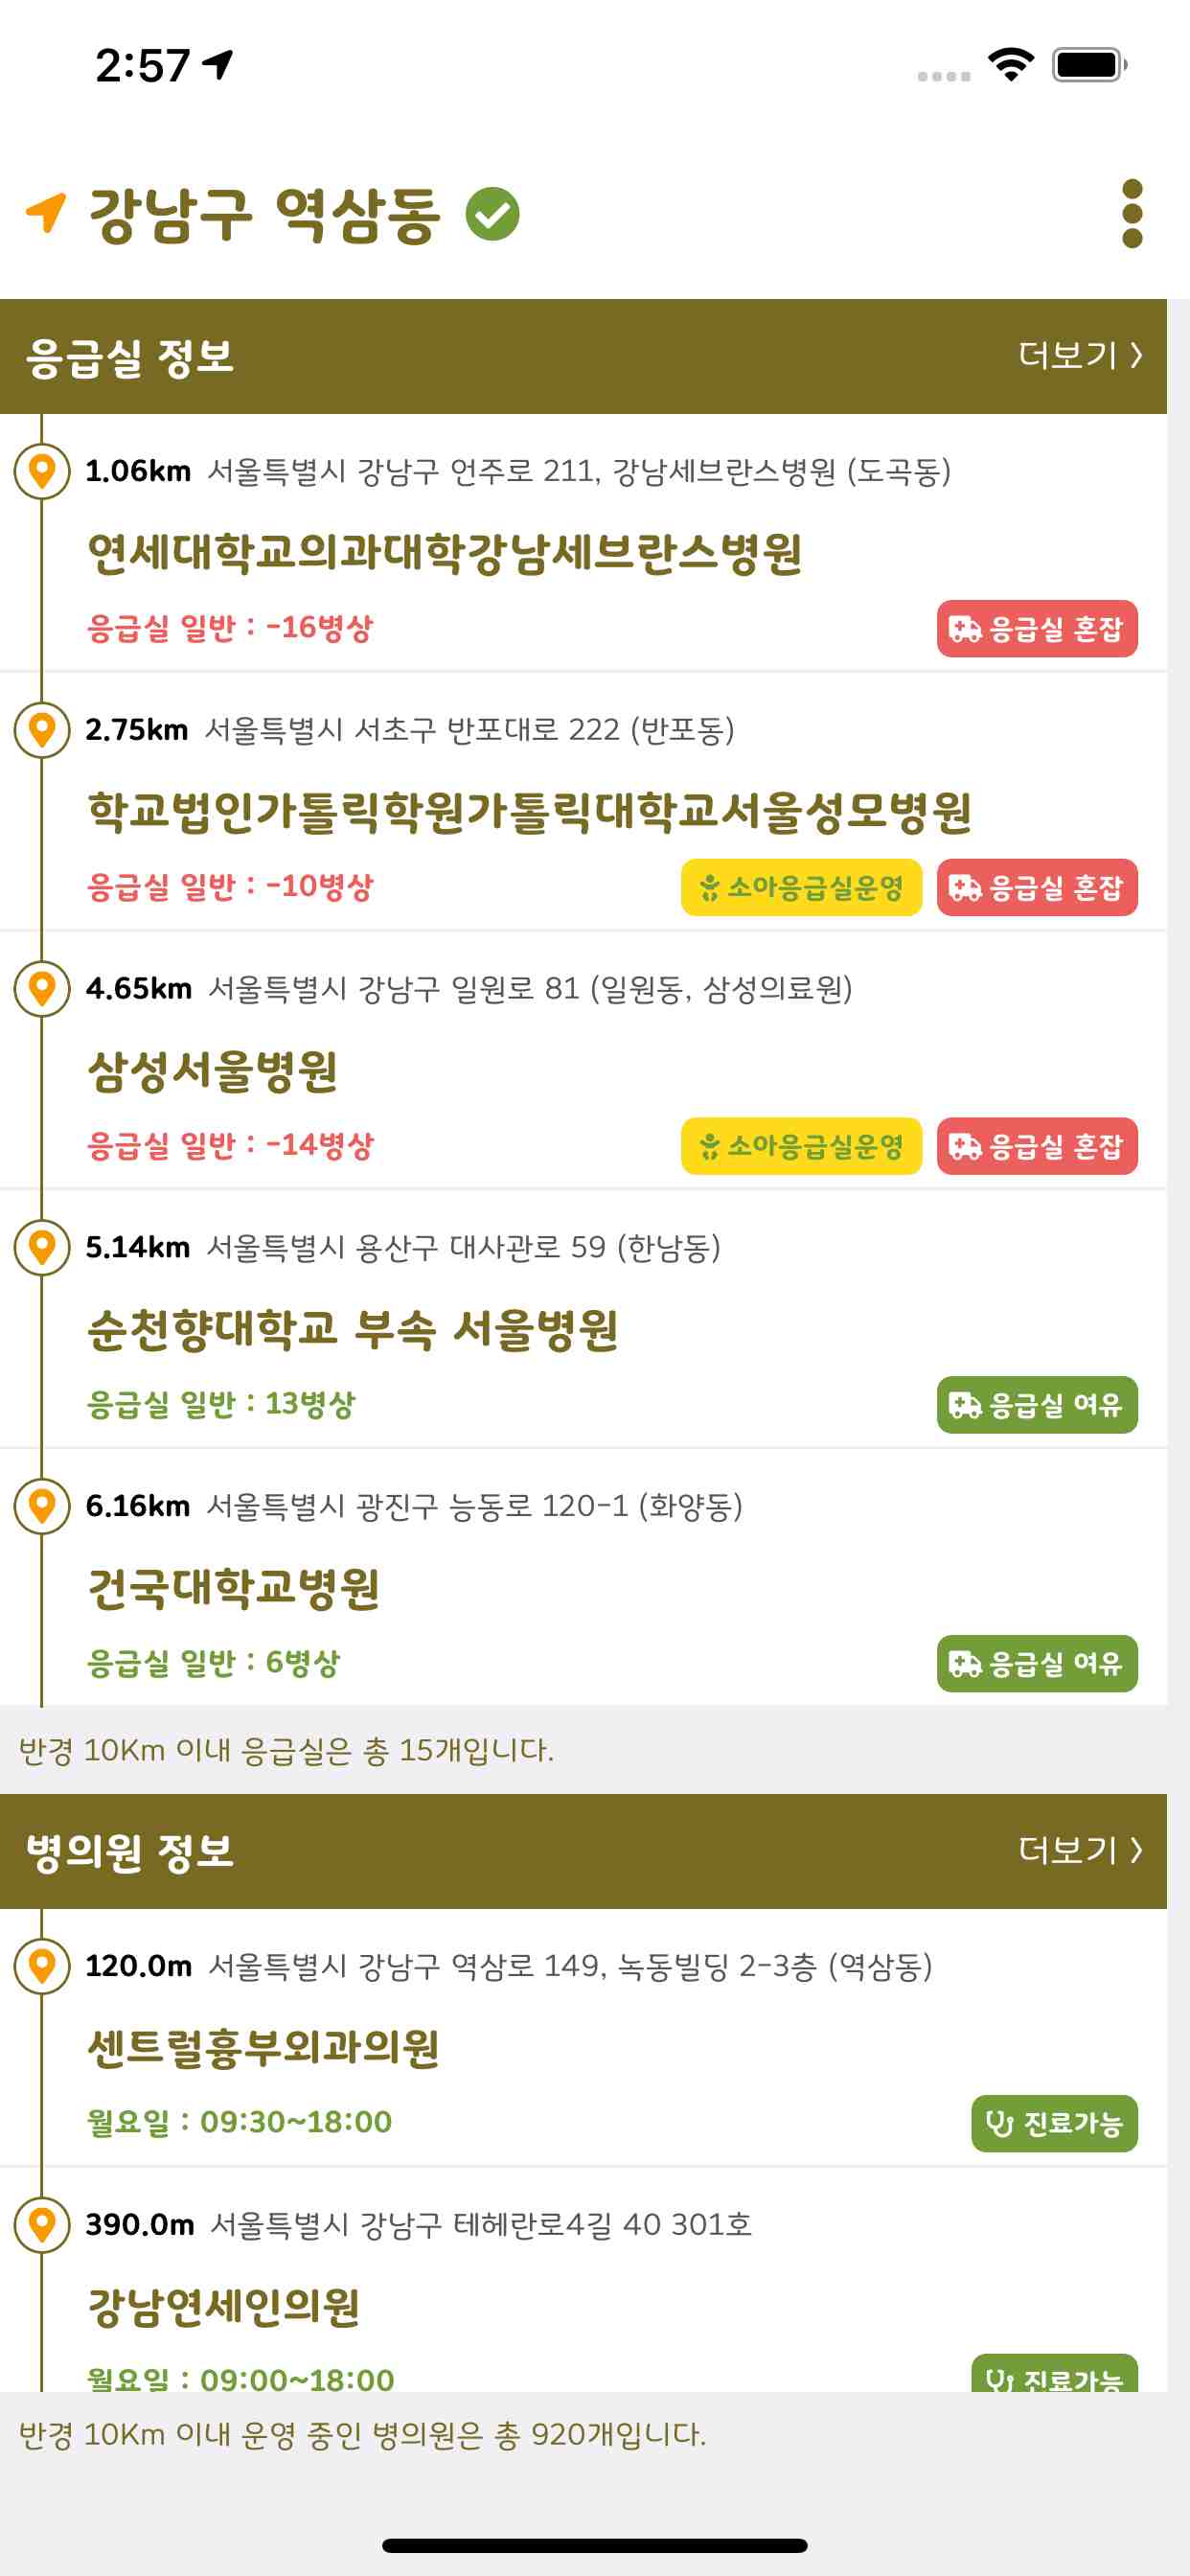 2:57
강남구 역삼동
응급실 정보 더보기
1.06km 서울특별시 강남구 언주로 211, 강남세브란스병원 (도곡동)
연세대학교의과대학강남세브란스병원
응급실 일반 : -16병상 응급실 혼잡
2.75km 서울특별시 서초구 반포대로 222 (반포동)
학교법인가톨릭학원가톨릭대학교서울성모병원
응급실 일반 : -10병상 소아응급실운영 응급실 혼잡
4.65km 서울특별시 강남구 일원로 81 (일원동, 삼성의료원)
삼성서울병원
응급실 일반 : -14병상 소아응급실운영 응급실 혼잡
5.14km 서울특별시 용산구 대사관로 59 (한남동)
순천향대학교 부속 서울병원
응급실 일반 : 13병상 응급실 여유
6.16km 서울특별시 광진구 능동로 120-1 (화양동)
건국대학교병원
응급실 일반 : 6병상 응급실 여유
반경 10Km 이내 응급실은 총 15개입니다.
병의원 정보 더보기
120.0m 서울특별시 강남구 역삼로 149, 녹동빌딩 2-3층 (역삼동)
센트럴흉부외과의원
월요일 : 09:30~18:00 진료가능
390.0m 서울특별시 강남구 테헤란로4길 40 301호
강남연세인의원
월요일 : 09:00~18:00 진료가능
반경 10Km 이내 운영 중인 병의원은 총 920개입니다.